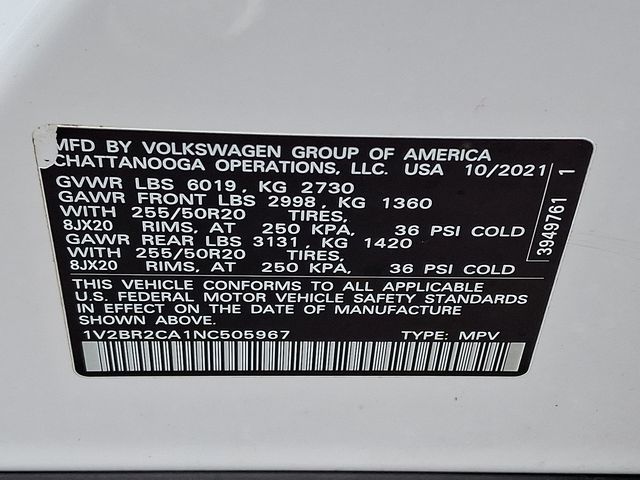 MFD BY VOLKSWAGEN GROUP OF AMERICA
CHATTANOOGA OPERATIONS, LLC. USA 10/2021
GVWR LBS 6019, KG 2730
GAWR FRONT LBS 2998, KG 1360
WITH 255/50R20 TIRES,
8JX20 RIMS, AT 250 KPA, 36 PSI COLD
GAWR REAR LBS 3131, KG 1420
WITH 255/50R20 TIRES,
8JX20 RIMS, AT 250 KPA, 36 PSI COLD
THIS VEHICLE CONFORMS TO ALL APPLICABLE
U.S. FEDERAL MOTOR VEHICLE SAFETY STANDARDS
IN EFFECT ON THE DATE OF MANUFACTURE
SHOWN ABOVE.
1V2BR2CA1NC505967 TYPE: MPV
3949761 1